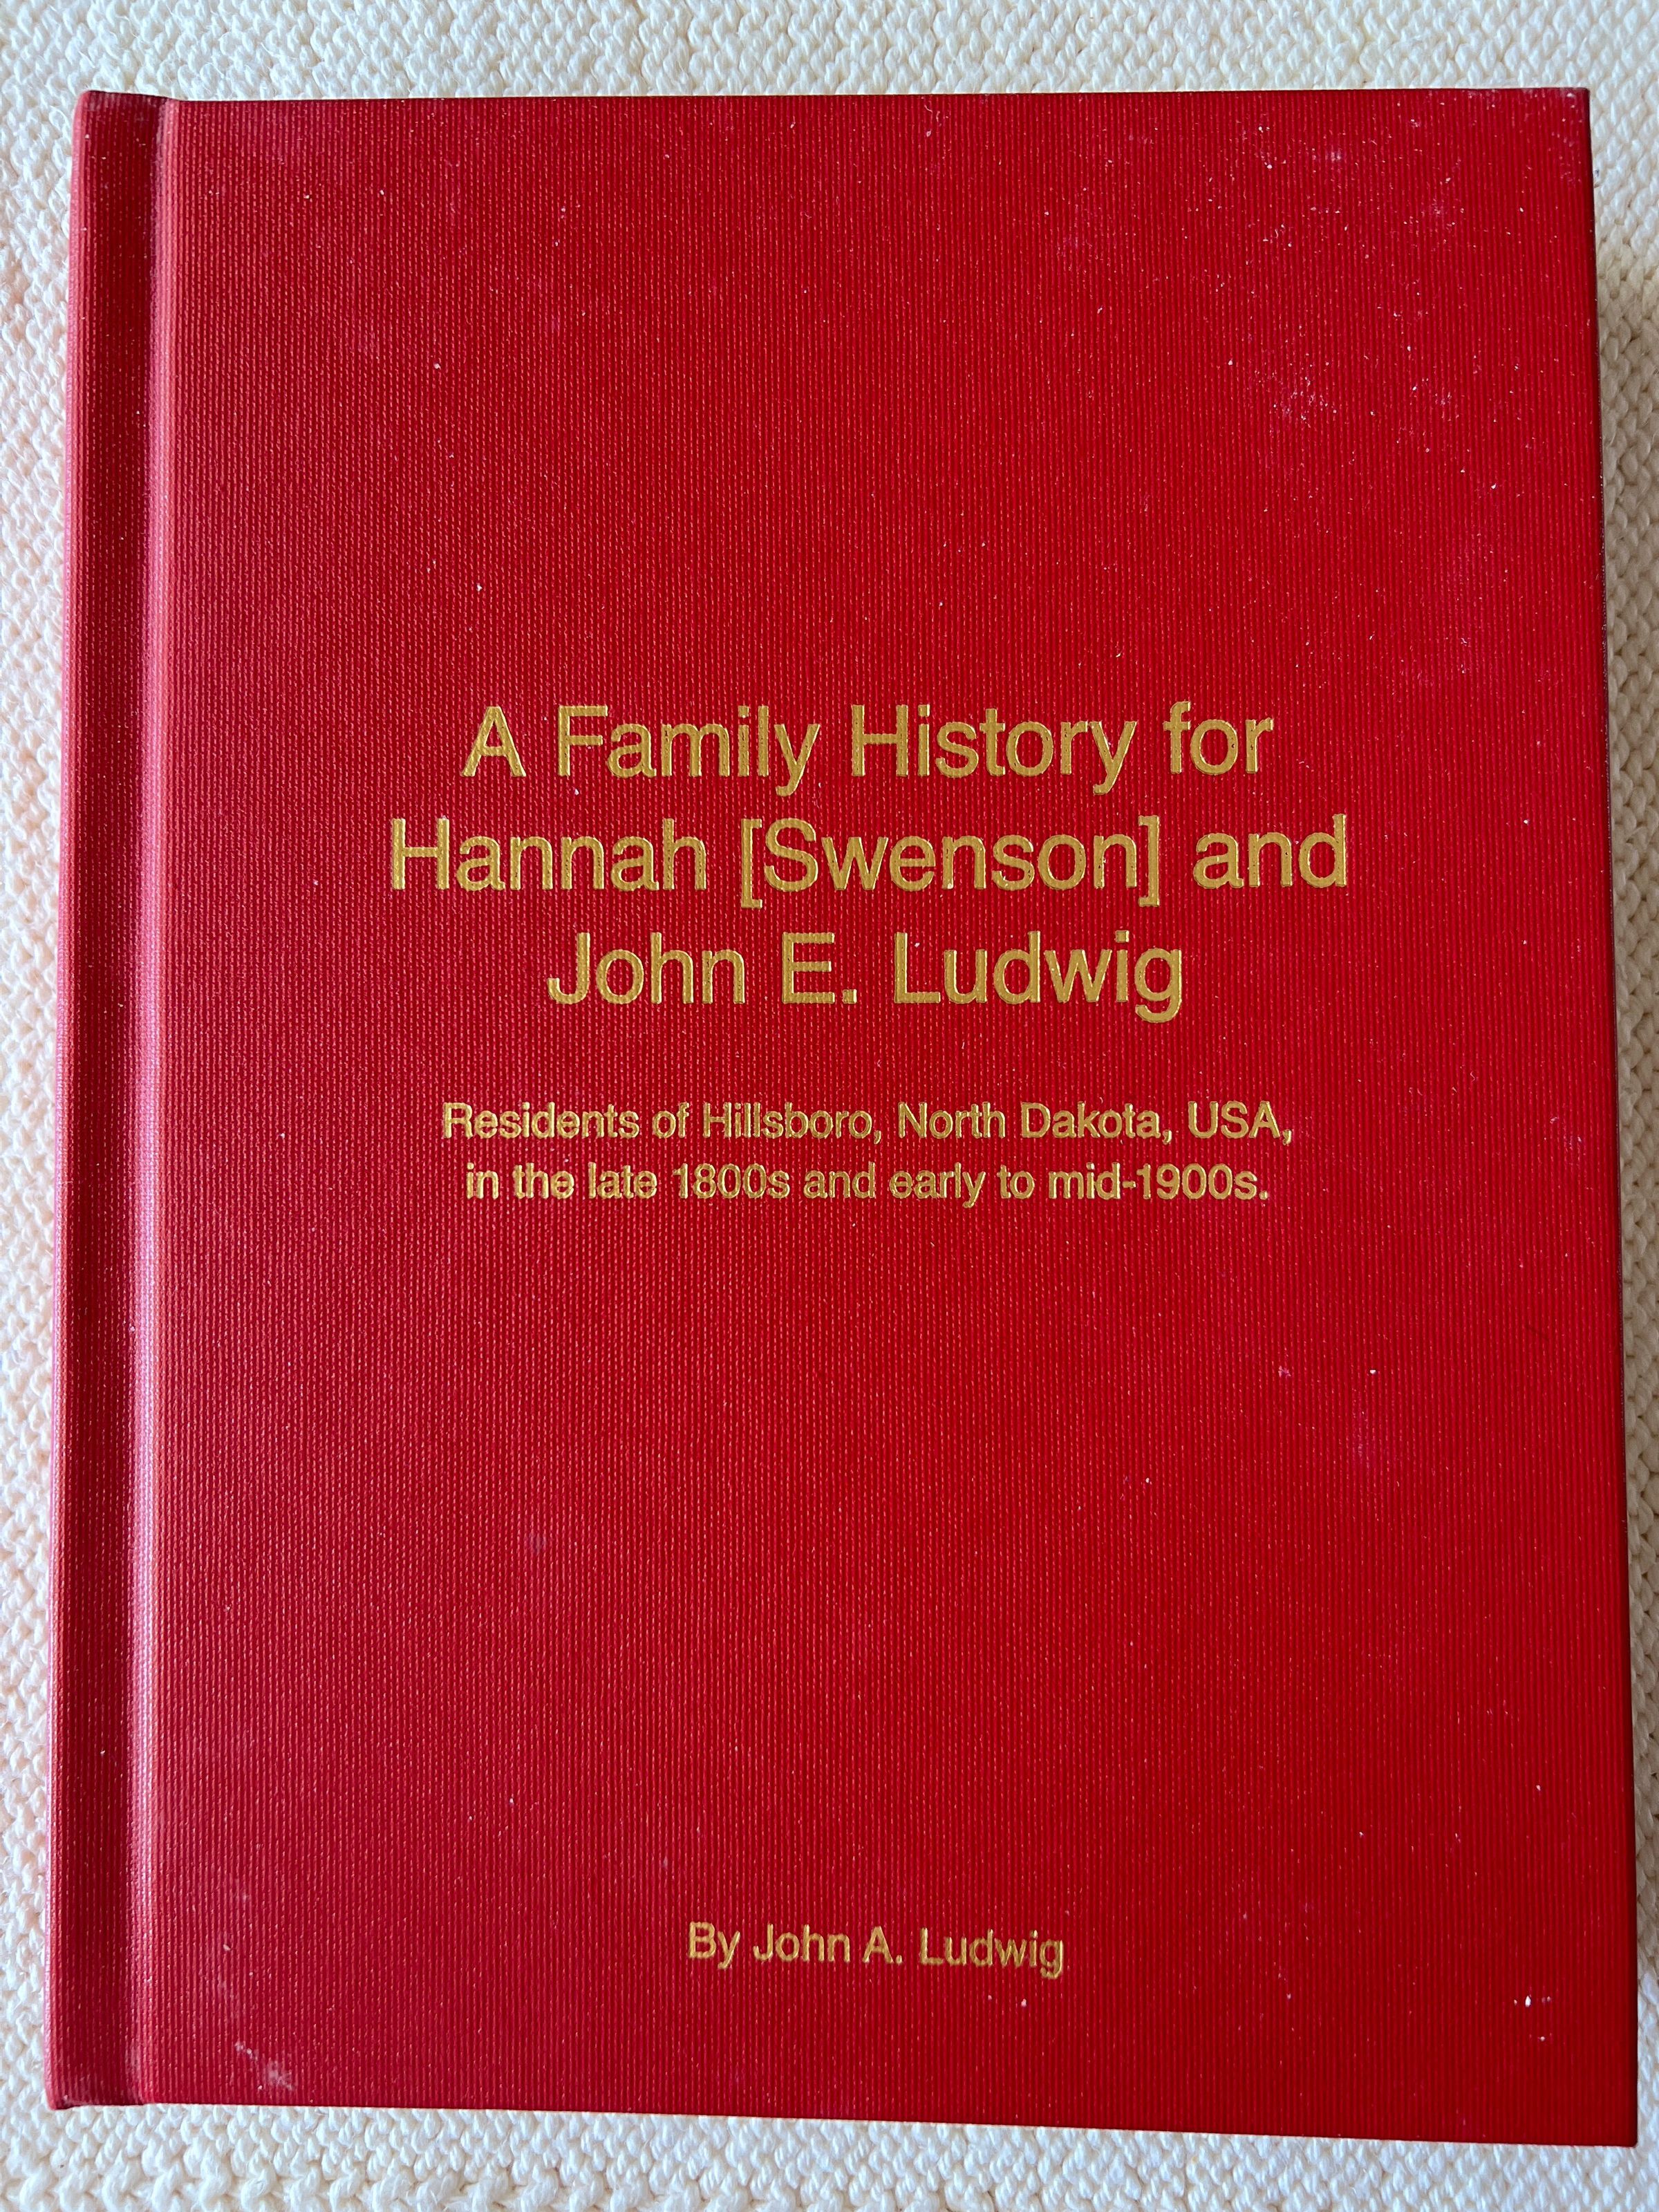 A Family History for
Hannah [Swenson] and
John E. Ludwig
Residents of Hillsboro, North Dakota, USA,
in the late 1800s and early to mid-1900s.
By John A. Ludwig